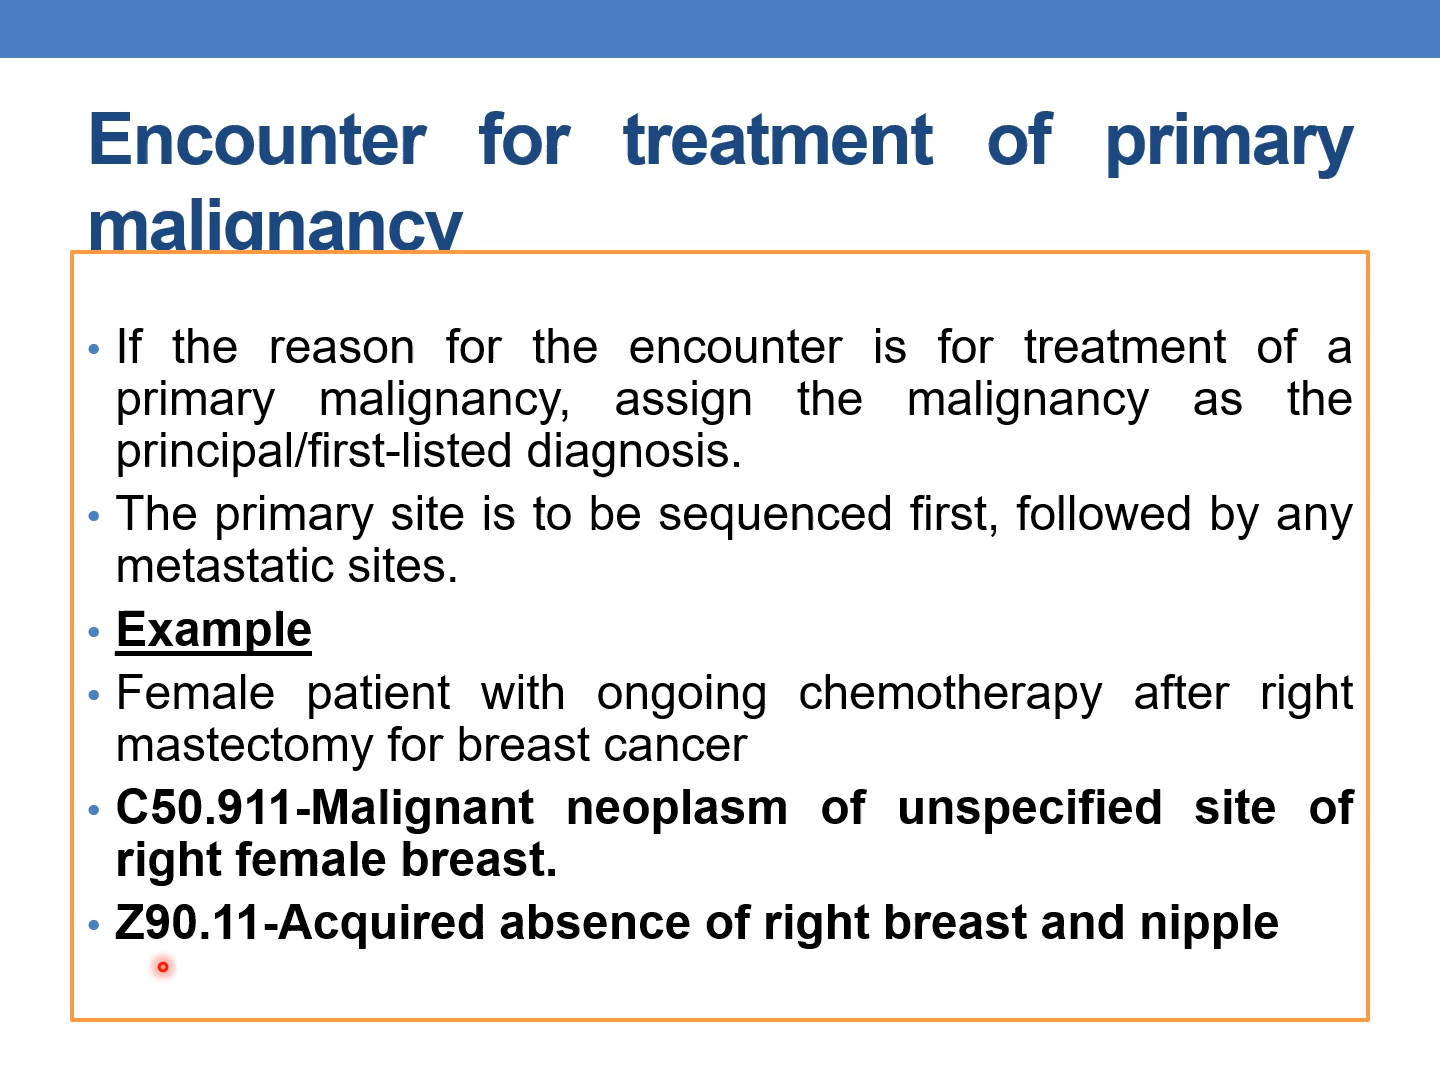 Encounter for treatment of primary
malignancy
• If the reason for the encounter is for treatment of a
primary malignancy, assign the malignancy as the
principal/first-listed diagnosis.
• The primary site is to be sequenced first, followed by any
metastatic sites.
• Example
• Female patient with ongoing chemotherapy after right
mastectomy for breast cancer
• C50.911-Malignant neoplasm of unspecified site of
right female breast.
• Z90.11-Acquired absence of right breast and nipple